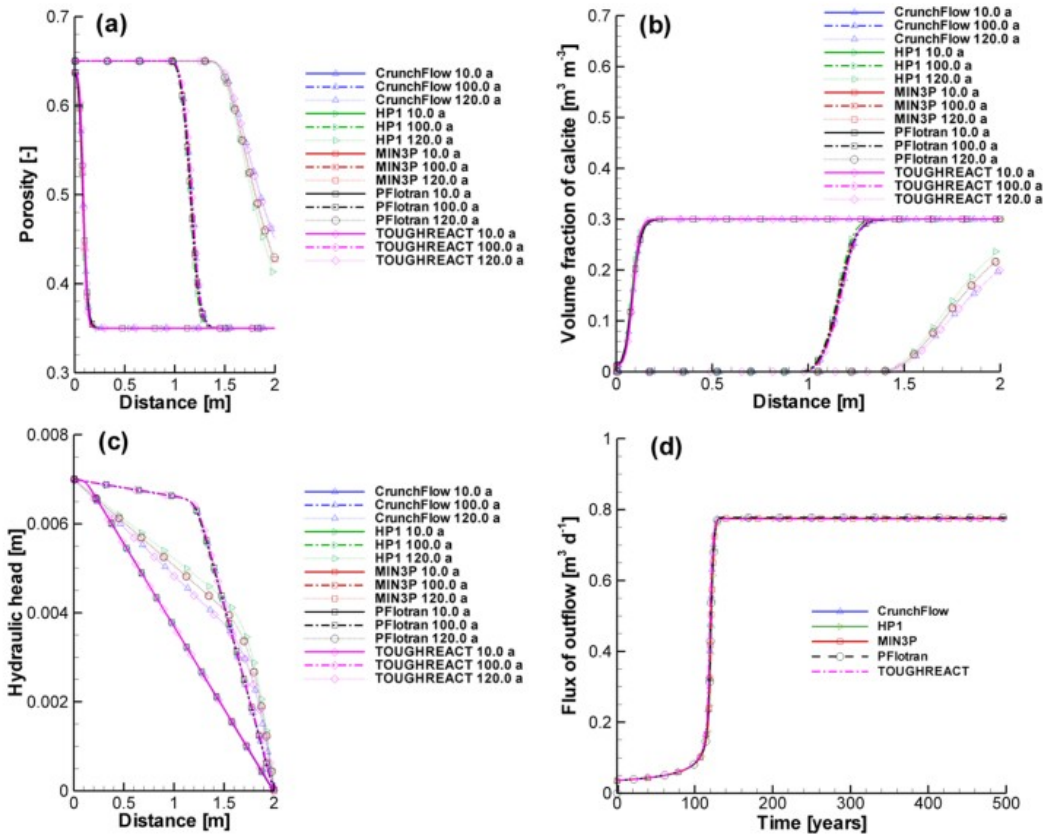 (a)
0.7
0.6
0.5
0.4
0.3
Porosity [-]
0
0.5
1
1.5
2
Distance [m]
CrunchFlow 10.0 a
CrunchFlow 100.0 a
CrunchFlow 120.0 a
HP1 10.0 a
HP1 100.0 a
HP1 120.0 a
MIN3P 10.0 a
MIN3P 100.0 a
MIN3P 120.0 a
PFlotran 10.0 a
PFlotran 100.0 a
PFlotran 120.0 a
TOUGHREACT 10.0 a
TOUGHREACT 100.0 a
TOUGHREACT 120.0 a
(b)
0.7
0.6
0.5
0.4
0.3
0.2
0.1
0
Volume fraction of calcite [m³ m⁻³]
0
0.5
1
1.5
2
Distance [m]
CrunchFlow 10.0 a
CrunchFlow 100.0 a
CrunchFlow 120.0 a
HP1 10.0 a
HP1 100.0 a
HP1 120.0 a
MIN3P 10.0 a
MIN3P 100.0 a
MIN3P 120.0 a
PFlotran 10.0 a
PFlotran 100.0 a
PFlotran 120.0 a
TOUGHREACT 10.0 a
TOUGHREACT 100.0 a
TOUGHREACT 120.0 a
(c)
0.008
0.006
0.004
0.002
0
Hydraulic head [m]
0
0.5
1
1.5
2
Distance [m]
CrunchFlow 10.0 a
CrunchFlow 100.0 a
CrunchFlow 120.0 a
HP1 10.0 a
HP1 100.0 a
HP1 120.0 a
MIN3P 10.0 a
MIN3P 100.0 a
MIN3P 120.0 a
PFlotran 10.0 a
PFlotran 100.0 a
PFlotran 120.0 a
TOUGHREACT 10.0 a
TOUGHREACT 100.0 a
TOUGHREACT 120.0 a
(d)
1
0.8
0.6
0.4
0.2
0
Flux of outflow [m³ d⁻¹]
0
100
200
300
400
500
Time [years]
CrunchFlow
HP1
MIN3P
PFlotran
TOUGHREACT